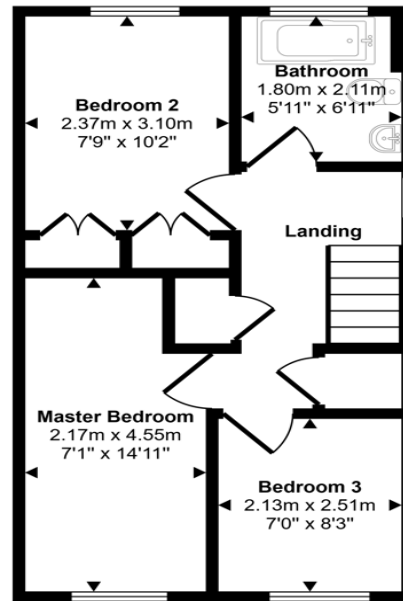 Bathroom
1.80m x 2.11m
5'11" x 6'11"
Bedroom 2
2.37m x 3.10m
7'9" x 10'2"
Landing
Master Bedroom
2.17m x 4.55m
7'1" x 14'11"
Bedroom 3
2.13m x 2.51m
7'0" x 8'3"